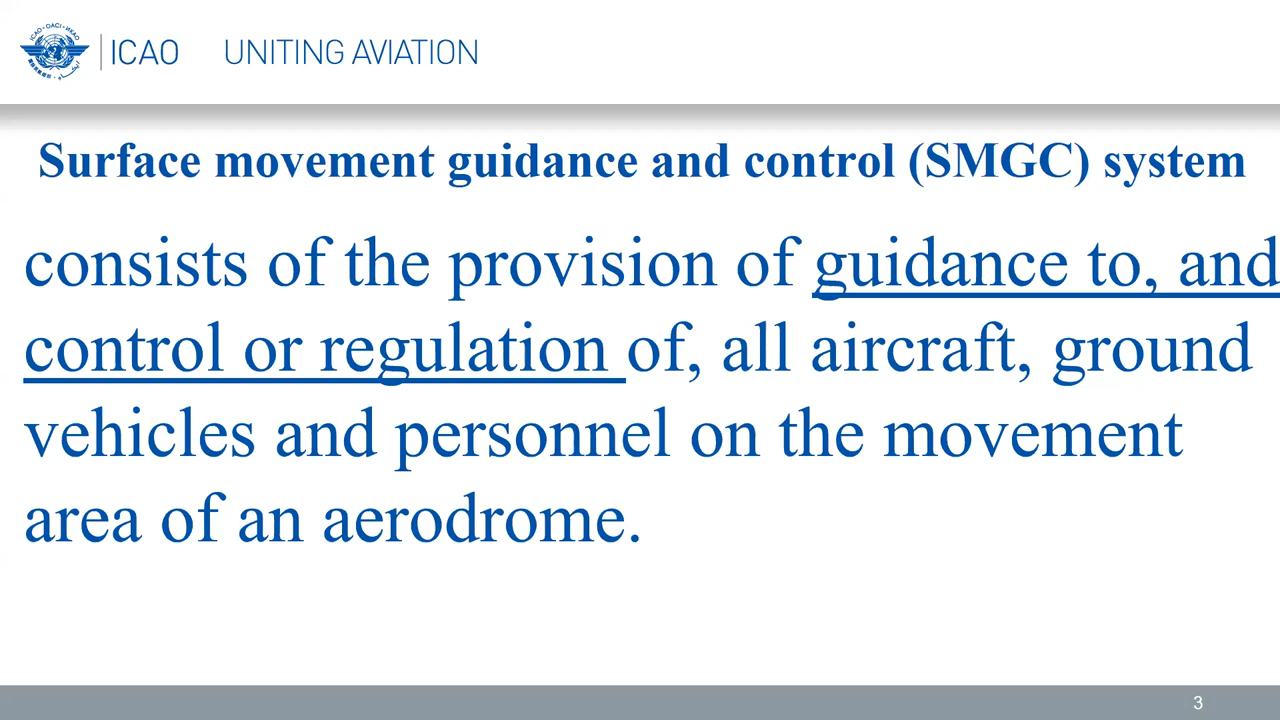 ICAO UNITING AVIATION
Surface movement guidance and control (SMGC) system
consists of the provision of guidance to, and
control or regulation of, all aircraft, ground
vehicles and personnel on the movement
area of an aerodrome.
3